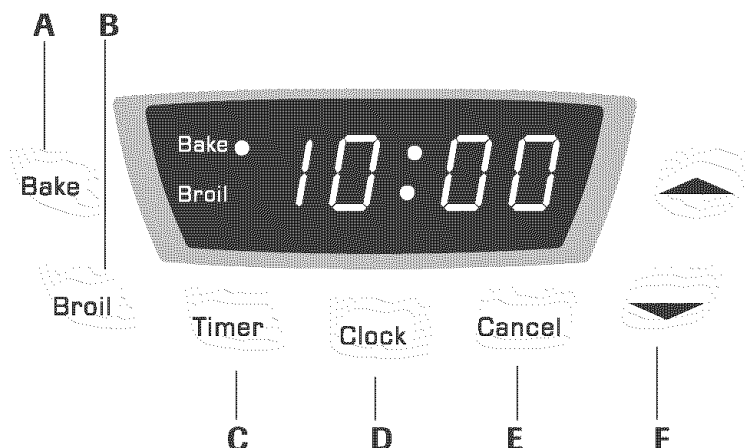 A B
Bake 10:00
Bake
Broil
Broil
Timer Clock Cancel
C D E F